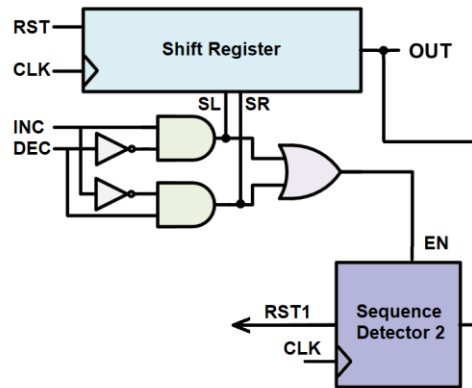 RST
Shift Register
OUT
CLK
SL SR
INC
DEC
EN
RST1
Sequence
Detector 2
CLK